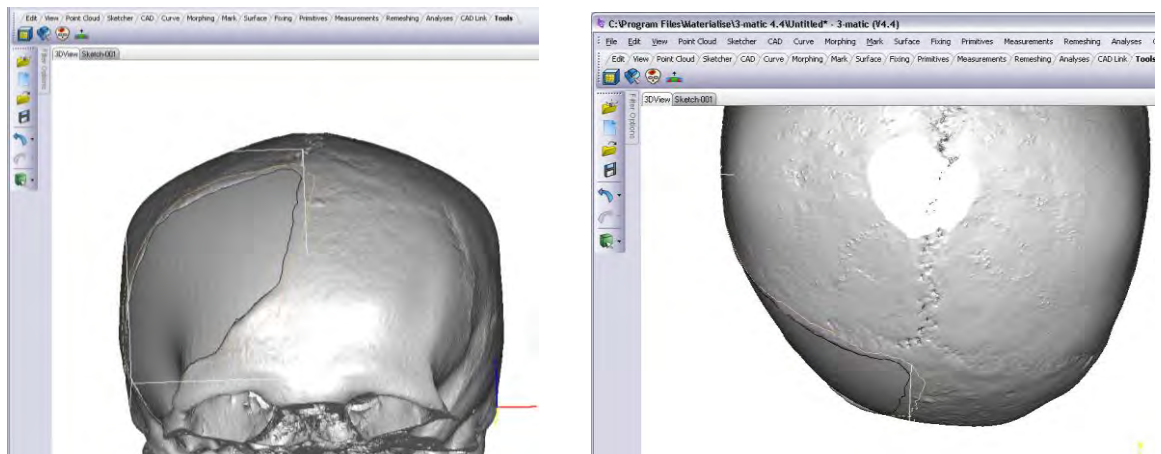 Edit View Point Cloud Sketcher CAD Curve Morphing Mark Surface Fixing Primitives Measurements Remeshing Analyses CAD Link Tools
Filter Options
3DView Sketch-001
C:\Program Files\Materialise\3-matic 4.4\Untitled* - 3-matic (V4.4)
File Edit View Point Cloud Sketcher CAD Curve Morphing Mark Surface Fixing Primitives Measurements Remeshing Analyses
Edit View Point Cloud Sketcher CAD Curve Morphing Mark Surface Fixing Primitives Measurements Remeshing Analyses CAD Link Tools
Filter Options
3DView Sketch-001